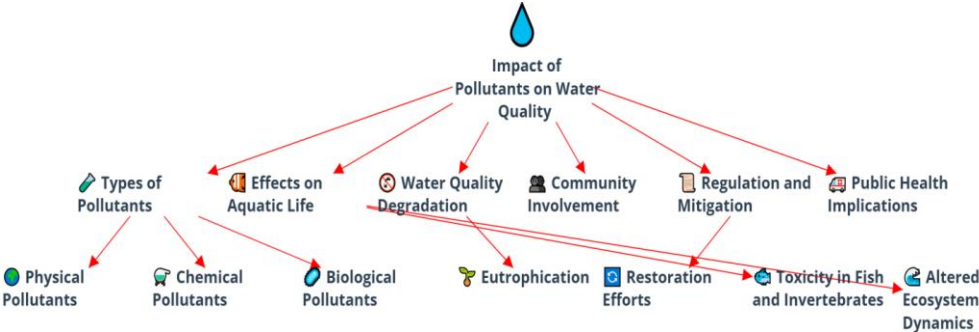 Impact of
Pollutants on Water
Quality
Types of
Pollutants
Effects on
Aquatic Life
Water Quality
Degradation
Community
Involvement
Regulation and
Mitigation
Public Health
Implications
Physical
Pollutants
Chemical
Pollutants
Biological
Pollutants
Eutrophication
Restoration
Efforts
Toxicity in Fish
and Invertebrates
Altered
Ecosystem
Dynamics